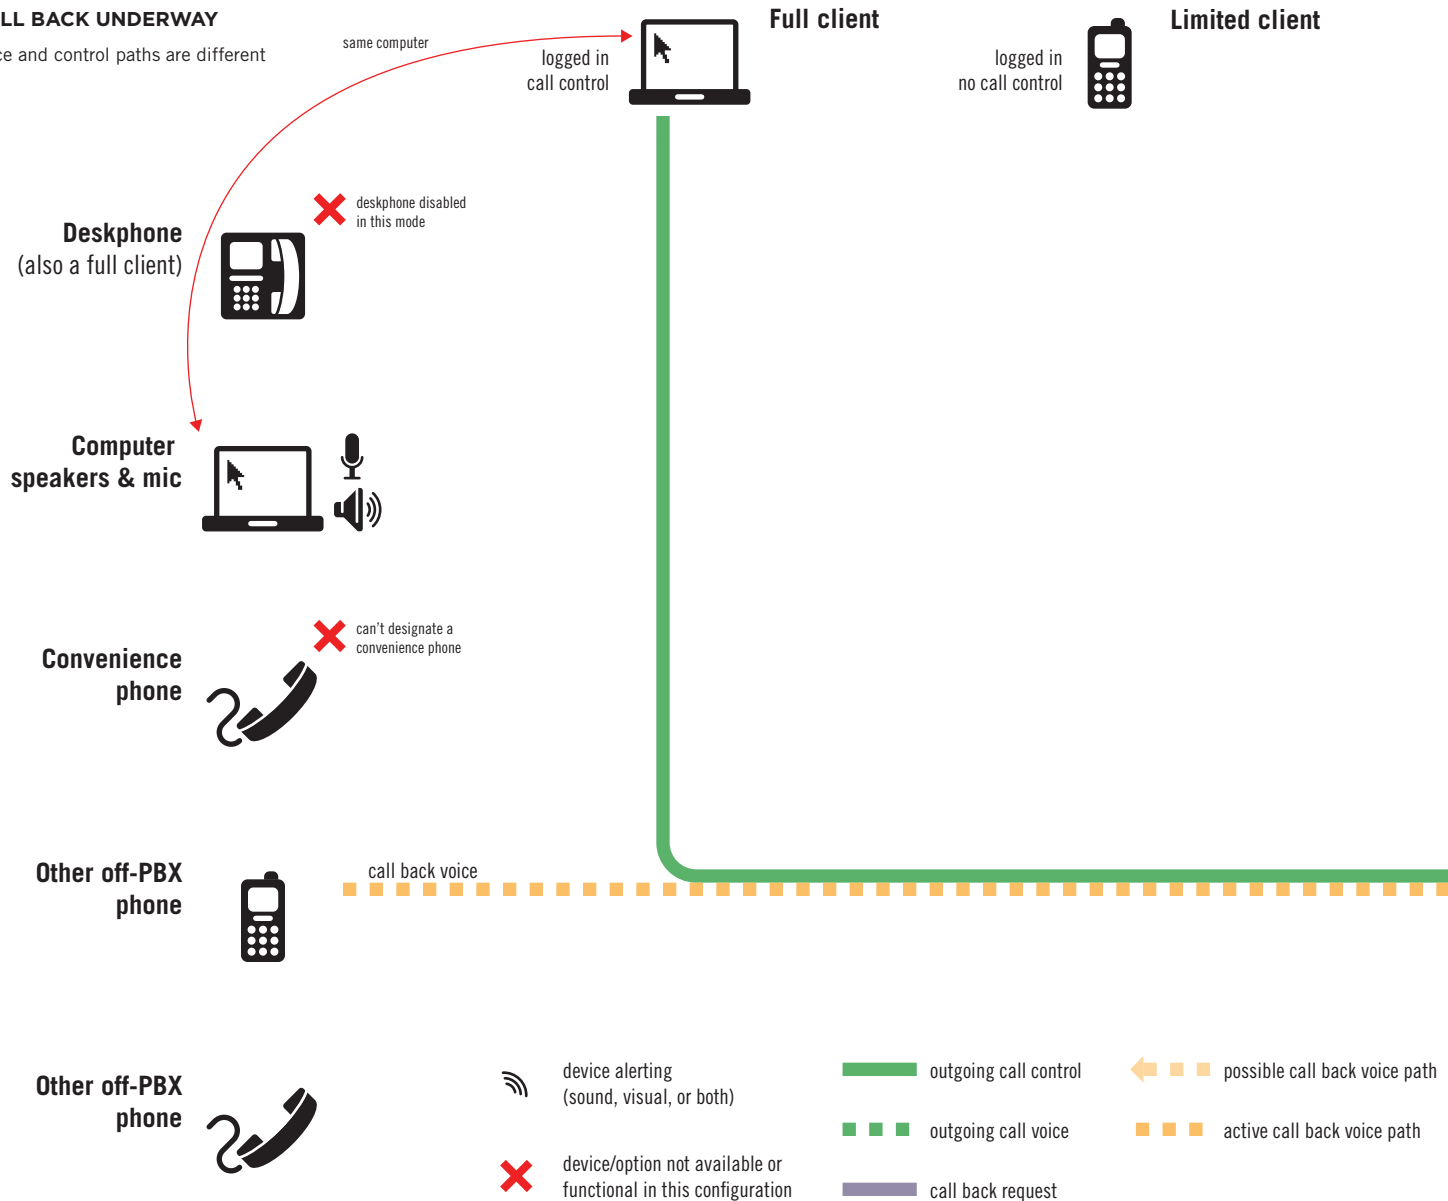 LL BACK UNDERWAY
ce and control paths are different
same computer
Full client
logged in
call control
Limited client
logged in
no call control
deskphone disabled
in this mode
Deskphone
(also a full client)
Computer
speakers & mic
can't designate a
convenience phone
Convenience
phone
Other off-PBX
phone
call back voice
Other off-PBX
phone
device alerting
(sound, visual, or both)
device/option not available or
functional in this configuration
outgoing call control
outgoing call voice
call back request
possible call back voice path
active call back voice path